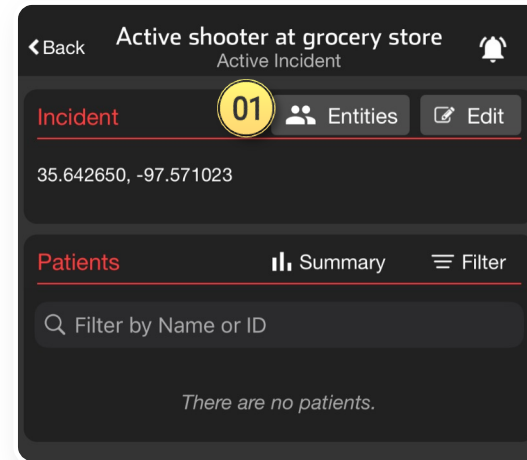 Back
Active shooter at grocery store
Active Incident
Incident
01
Entities
Edit
35.642650, -97.571023
Patients
Summary
Filter
Filter by Name or ID
There are no patients.